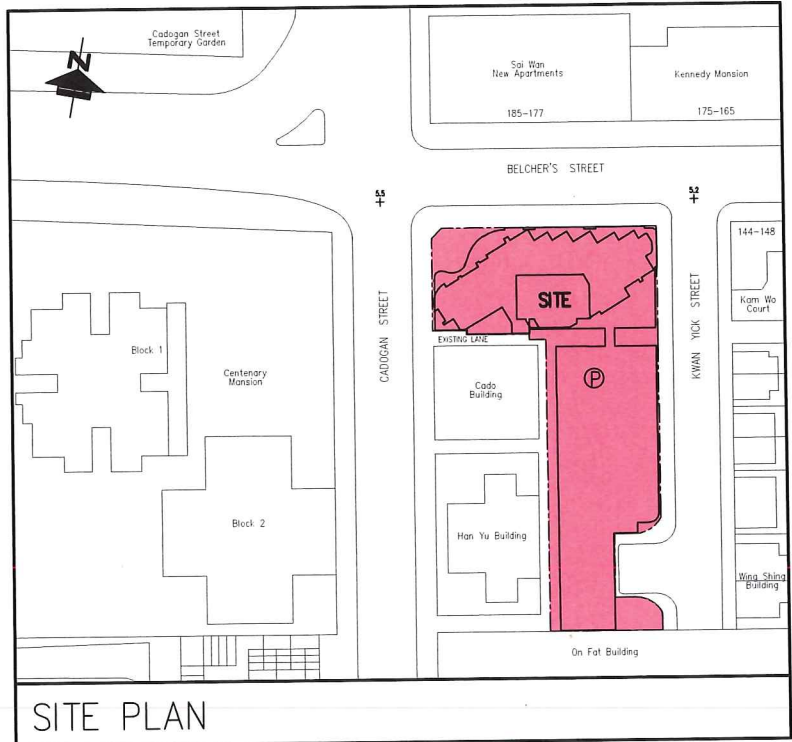 Cadogan Street
Temporary Garden
N
Sai Wan
New Apartments
185-177
Kennedy Mansion
175-165
BELCHER'S STREET
5.5
5.2
144-148
Kam Wo
Court
SITE
CADOGAN STREET
KWAN YICK STREET
EXISTING LANE
Block 1
Centenary
Mansion
Cado
Building
P
Block 2
Han Yu Building
Wing Shing
Building
On Fat Building
SITE PLAN